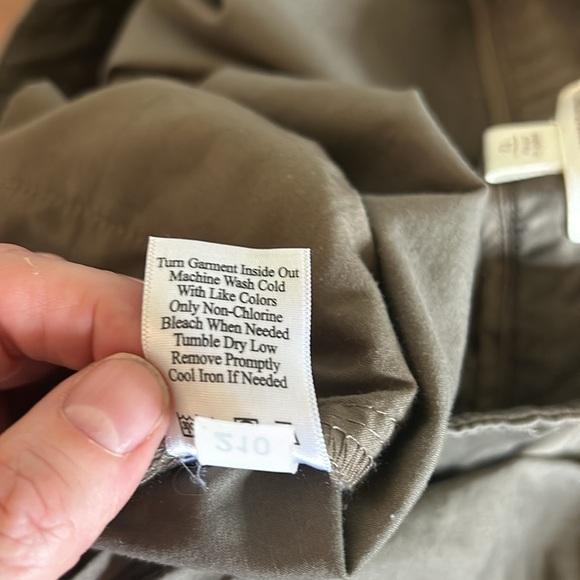 Turn Garment Inside Out
Machine Wash Cold
With Like Colors
Only Non-Chlorine
Bleach When Needed
Tumble Dry Low
Remove Promptly
Cool Iron If Needed
210